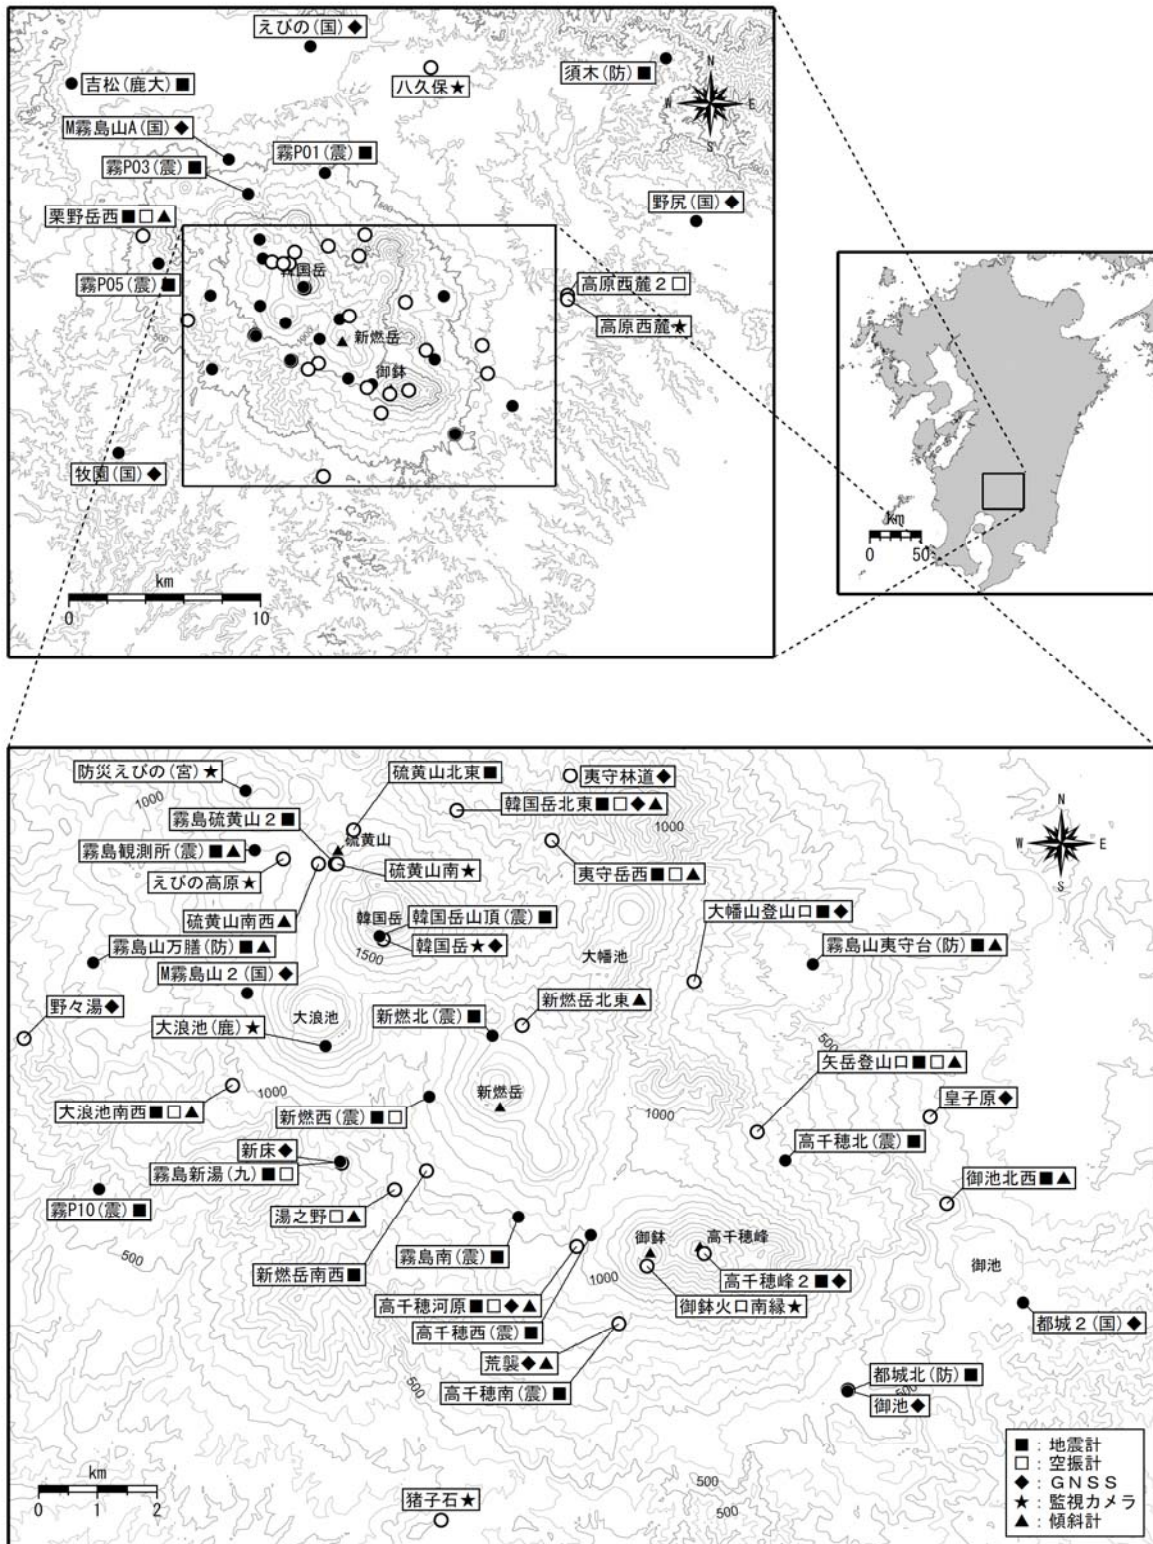 えびの(国)◆
吉松(鹿大)■
八久保★
須木(防)■
N
W
E
S
M霧島山A(国)◆
霧P03(震)■
霧P01(震)■
栗野岳西■□▲
野尻(国)◆
霧P05(震)■
韓国岳
高原西麓2□
高原西麓★
新燃岳
御鉢
牧園(国)◆
km
0
10
km
0
50
防災えびの(宮)★
硫黄山北東■
夷守林道◆
1000
霧島硫黄山2■
韓国岳北東■□◆▲
1000
N
W
E
S
霧島観測所(震)■▲
硫黄山
えびの高原★
硫黄山南★
夷守岳西■□▲
硫黄山南西▲
韓国岳
韓国岳山頂(震)■
大幡山登山口■◆
霧島山万膳(防)■▲
韓国岳★◆
1500
大幡池
霧島山夷守台(防)■▲
M霧島山2(国)◆
野々湯◆
大浪池
新燃岳北東▲
大浪池(鹿)★
新燃北(震)■
500
矢岳登山口■□▲
1000
新燃岳
大浪池南西■□▲
新燃西(震)■□
1000
皇子原◆
新床◆
高千穂北(震)■
霧島新湯(九)■□
御池北西■▲
霧P10(震)■
湯之野□▲
500
霧島南(震)■
御鉢
高千穂峰
御池
新燃岳南西■
1000
高千穂峰2■◆
高千穂河原■□◆▲
御鉢火口南縁★
高千穂西(震)■
都城2(国)◆
荒襲◆▲
500
高千穂南(震)■
都城北(防)■
500
御池◆
■：地震計
□：空振計
◆：ＧＮＳＳ
★：監視カメラ
▲：傾斜計
km
0
2
猪子石★
500
500